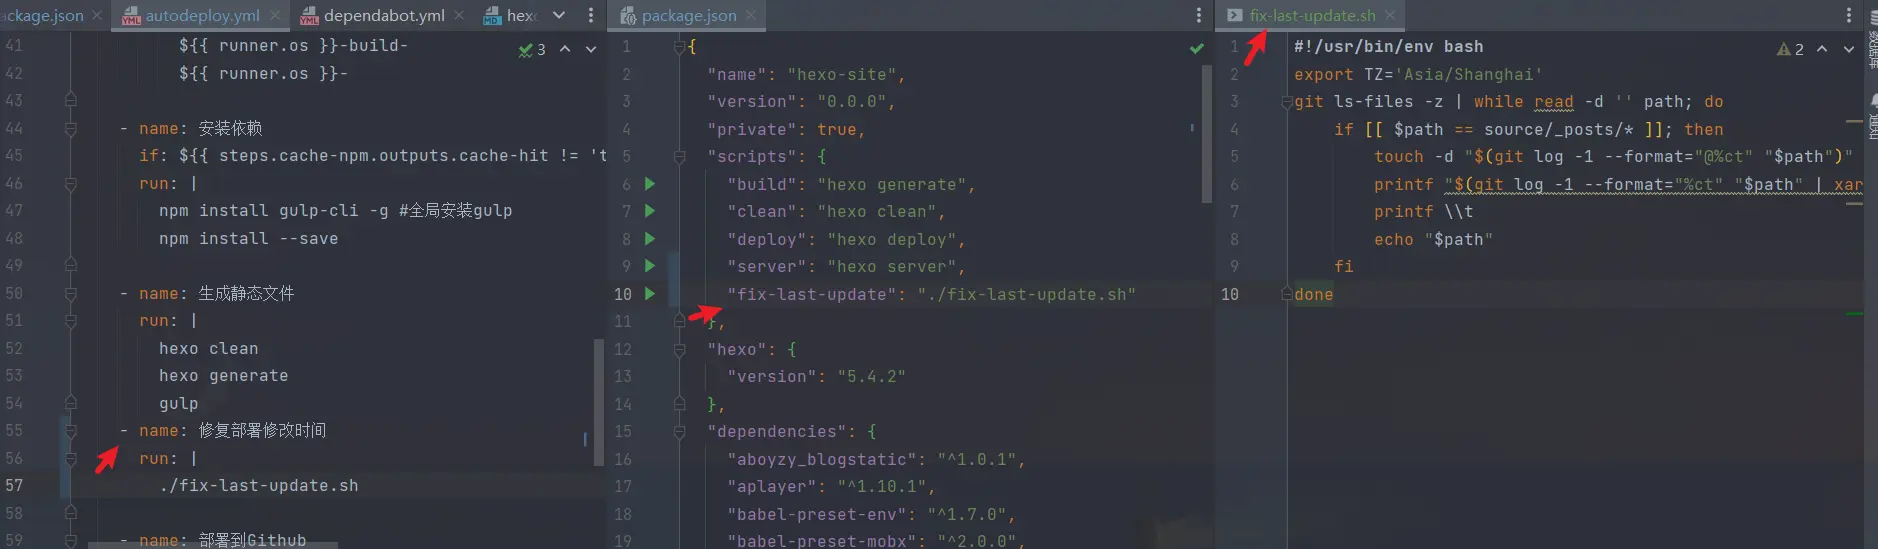 ackage.json
autodeploy.yml
dependabot.yml
hex
3
41 ${{ runner.os }}-build-
42 ${{ runner.os }}-
43
44 - name: 安装依赖
45 if: ${{ steps.cache-npm.outputs.cache-hit != 't
46 run: |
47 npm install gulp-cli -g #全局安装gulp
48 npm install --save
49
50 - name: 生成静态文件
51 run: |
52 hexo clean
53 hexo generate
54 gulp
55 - name: 修复部署修改时间
56 run: |
57 ./fix-last-update.sh
58
59 - name: 部署到Github
package.json
1 {
2 "name": "hexo-site",
3 "version": "0.0.0",
4 "private": true,
5 "scripts": {
6 "build": "hexo generate",
7 "clean": "hexo clean",
8 "deploy": "hexo deploy",
9 "server": "hexo server",
10 "fix-last-update": "./fix-last-update.sh"
11 },
12 "hexo": {
13 "version": "5.4.2"
14 },
15 "dependencies": {
16 "aboyzy_blogstatic": "^1.0.1",
17 "aplayer": "^1.10.1",
18 "babel-preset-env": "^1.7.0",
19 "babel-preset-mobx": "^2.0.0",
fix-last-update.sh
2
1 #!/usr/bin/env bash
2 export TZ='Asia/Shanghai'
3 git ls-files -z | while read -d '' path; do
4 if [[ $path == source/_posts/* ]]; then
5 touch -d "$(git log -1 --format="@%ct" "$path")"
6 printf "$(git log -1 --format="%ct" "$path" | xar
7 printf \\t
8 echo "$path"
9 fi
10 done
数据库
通知